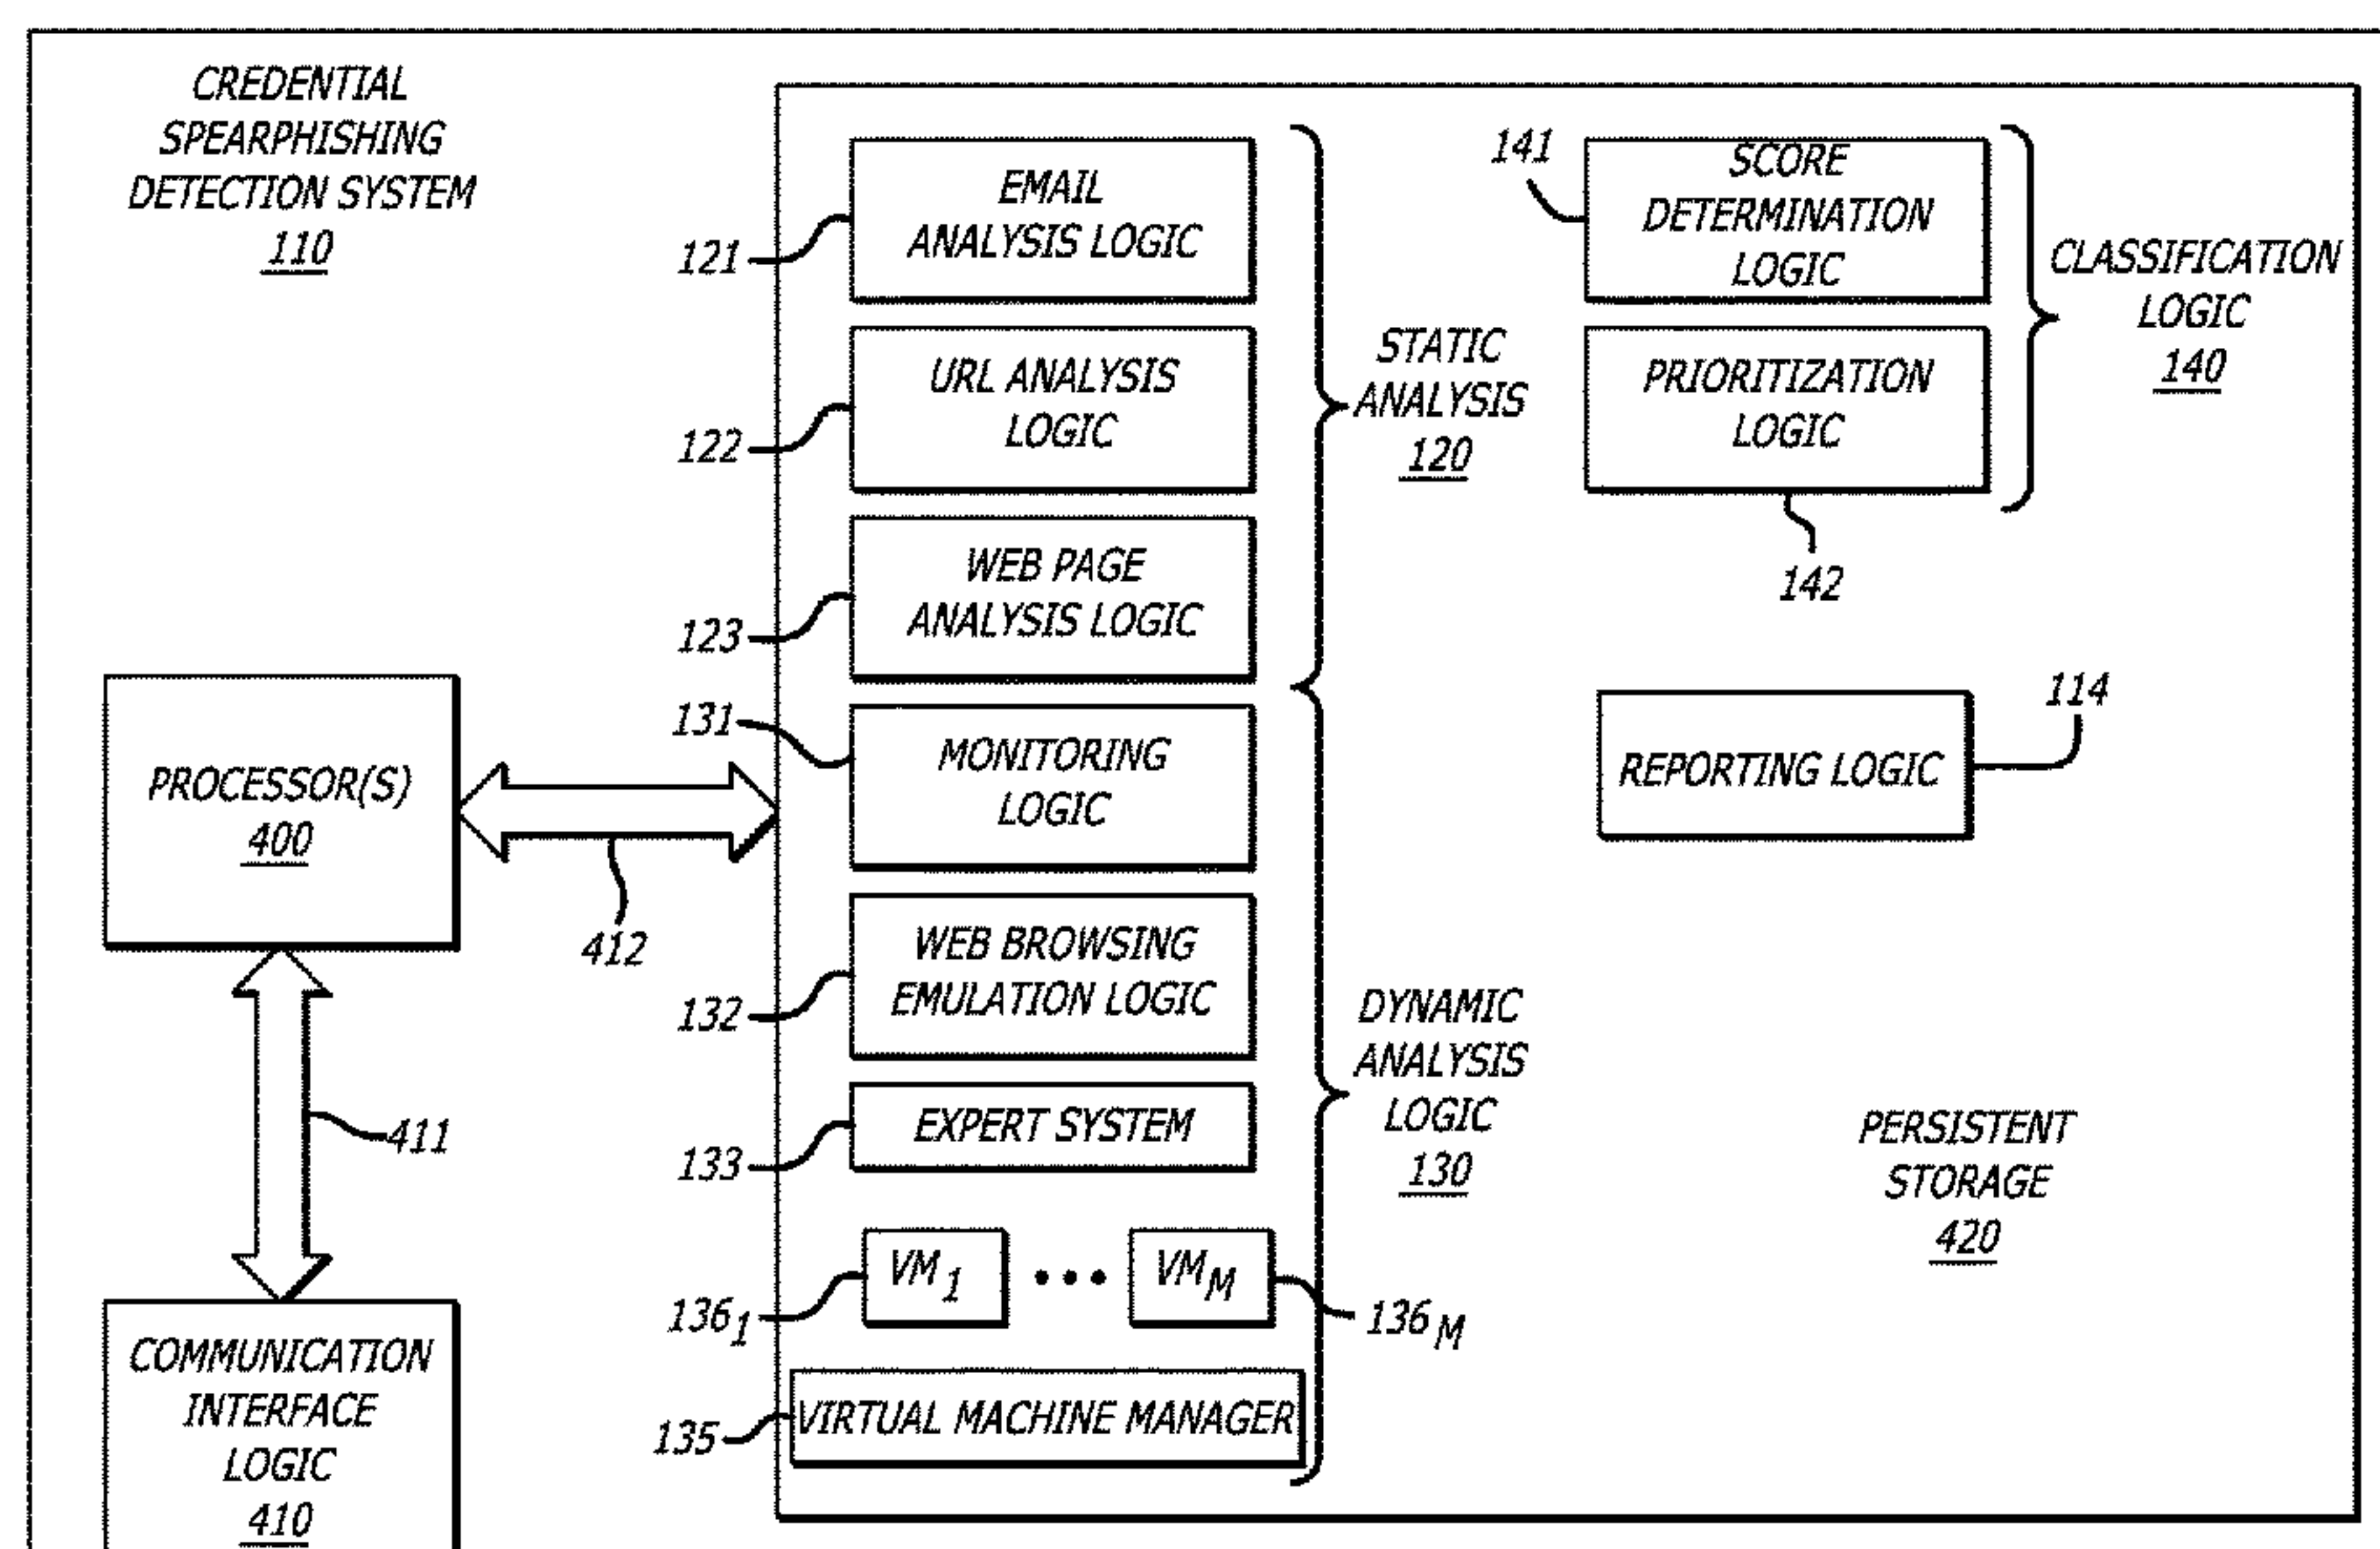 CREDENTIAL
SPEARPHISHING
DETECTION SYSTEM
110
121
EMAIL
ANALYSIS LOGIC
122
URL ANALYSIS
LOGIC
123
WEB PAGE
ANALYSIS LOGIC
STATIC
ANALYSIS
120
141
SCORE
DETERMINATION
LOGIC
PRIORITIZATION
LOGIC
142
CLASSIFICATION
LOGIC
140
131
MONITORING
LOGIC
132
WEB BROWSING
EMULATION LOGIC
133
EXPERT SYSTEM
136₁
VM₁
• • •
VM_M
136_M
135
VIRTUAL MACHINE MANAGER
DYNAMIC
ANALYSIS
LOGIC
130
REPORTING LOGIC
114
PERSISTENT
STORAGE
420
PROCESSOR(S)
400
412
411
COMMUNICATION
INTERFACE
LOGIC
410